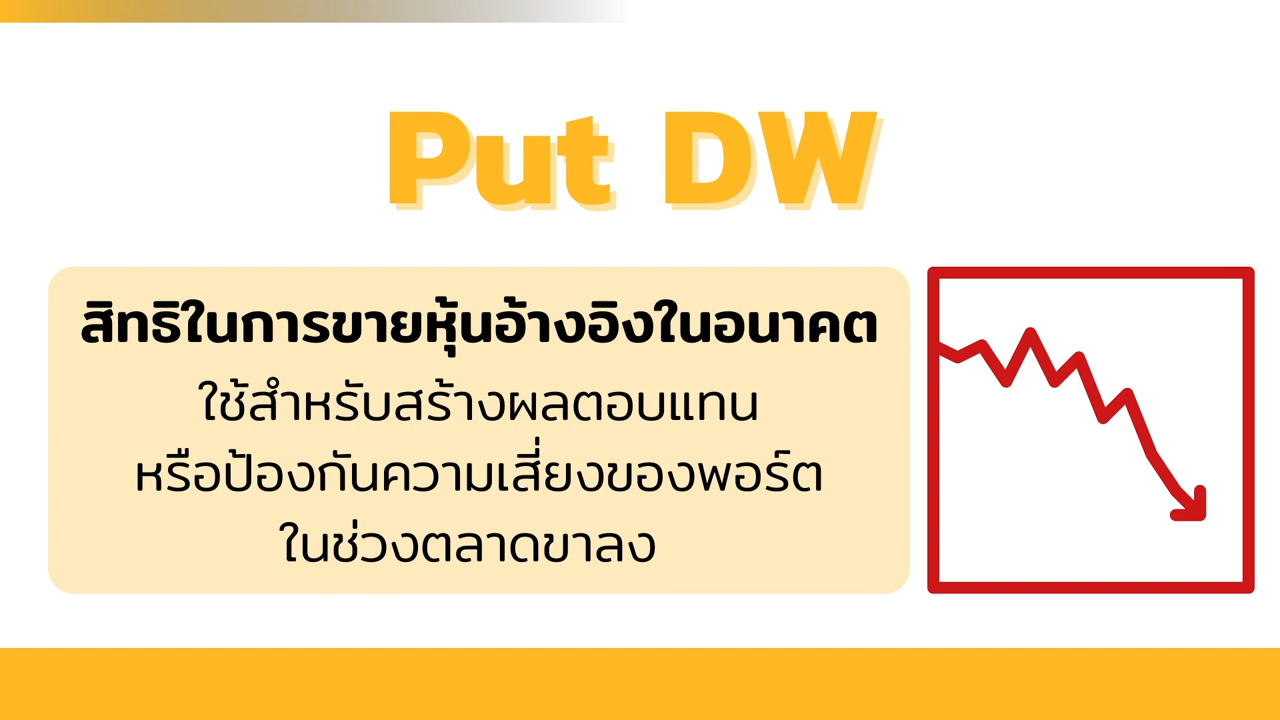 Put DW
สิทธิในการขายหุ้นอ้างอิงในอนาคต
ใช้สำหรับสร้างผลตอบแทน
หรือป้องกันความเสี่ยงของพอร์ต
ในช่วงตลาดขาลง